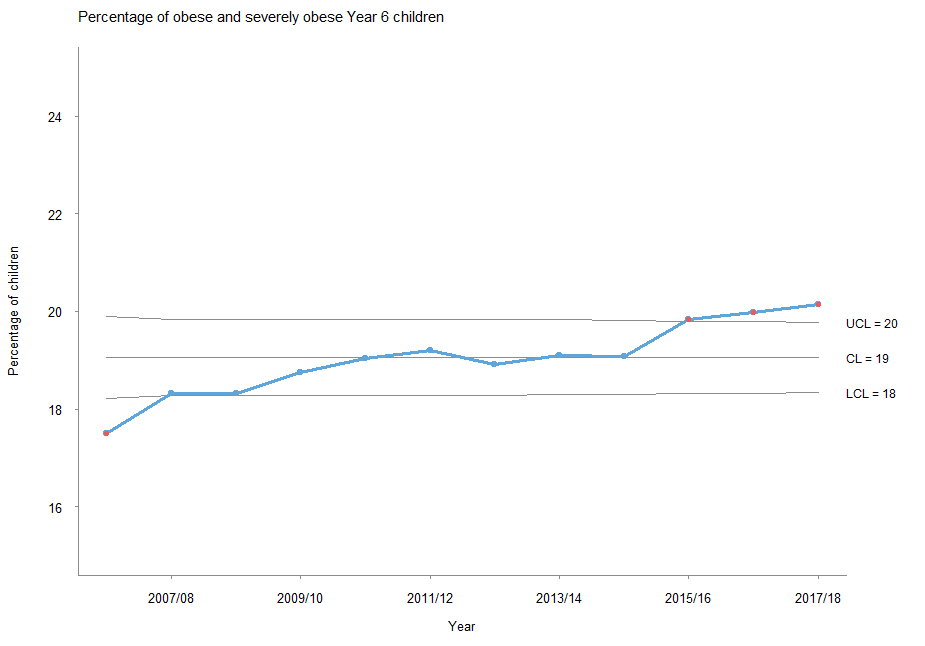 Percentage of obese and severely obese Year 6 children
24
22
20
18
16
Percentage of children
UCL = 20
CL = 19
LCL = 18
2007/08 2009/10 2011/12 2013/14 2015/16 2017/18
Year